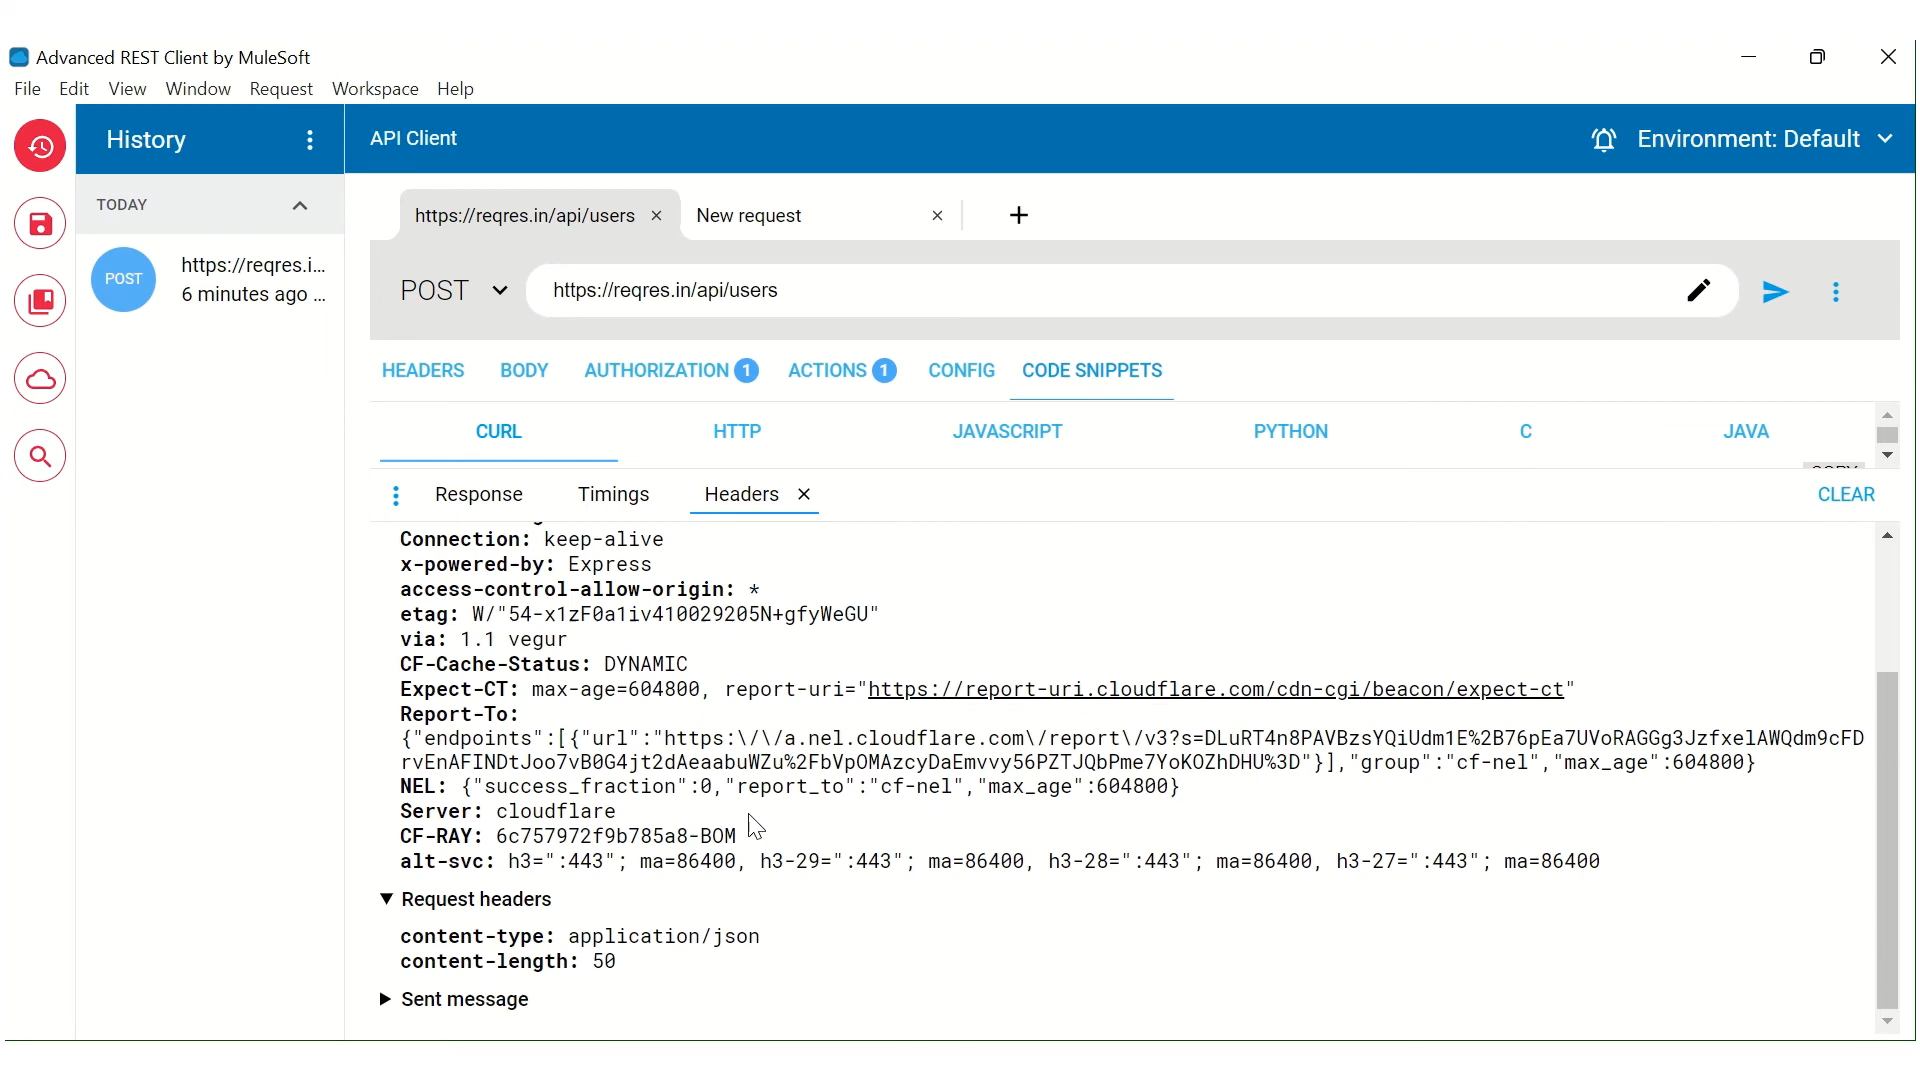 Advanced REST Client by MuleSoft
File Edit View Window Request Workspace Help
History
API Client
Environment: Default
TODAY
https://reqres.in/api/users
New request
POST
https://reqres.i...
6 minutes ago ...
POST
https://reqres.in/api/users
HEADERS BODY AUTHORIZATION 1 ACTIONS 1 CONFIG CODE SNIPPETS
CURL HTTP JAVASCRIPT PYTHON C JAVA
Response Timings Headers CLEAR
Connection: keep-alive
x-powered-by: Express
access-control-allow-origin: *
etag: W/"54-x1zF0a1iv410029205N+gfyWeGU"
via: 1.1 vegur
CF-Cache-Status: DYNAMIC
Expect-CT: max-age=604800, report-uri="https://report-uri.cloudflare.com/cdn-cgi/beacon/expect-ct"
Report-To:
{"endpoints":[{"url":"https:\/\/a.nel.cloudflare.com\/report\/v3?s=DLuRT4n8PAVBzsYQiUdm1E%2B76pEa7UVoRAGGg3JzfxelAWQdm9cFD
rvEnAFINDtJoo7vB0G4jt2dAeaabuWZu%2FbVpOMAzcyDaEmvvy56PZTJQbPme7YoKOZhDHU%3D"}],"group":"cf-nel","max_age":604800}
NEL: {"success_fraction":0,"report_to":"cf-nel","max_age":604800}
Server: cloudflare
CF-RAY: 6c757972f9b785a8-BOM
alt-svc: h3=":443"; ma=86400, h3-29=":443"; ma=86400, h3-28=":443"; ma=86400, h3-27=":443"; ma=86400
Request headers
content-type: application/json
content-length: 50
Sent message